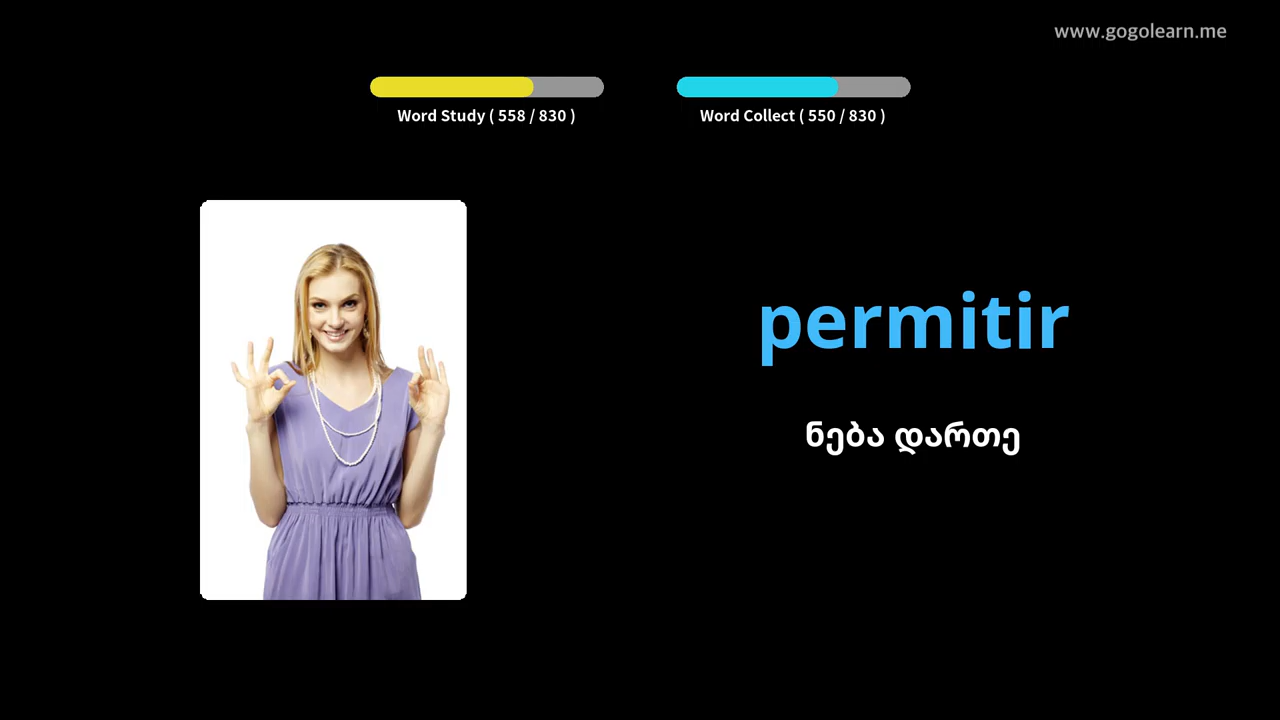 www.gogolearn.me
Word Study ( 558 / 830 )
Word Collect ( 550 / 830 )
permitir
ნება დართე